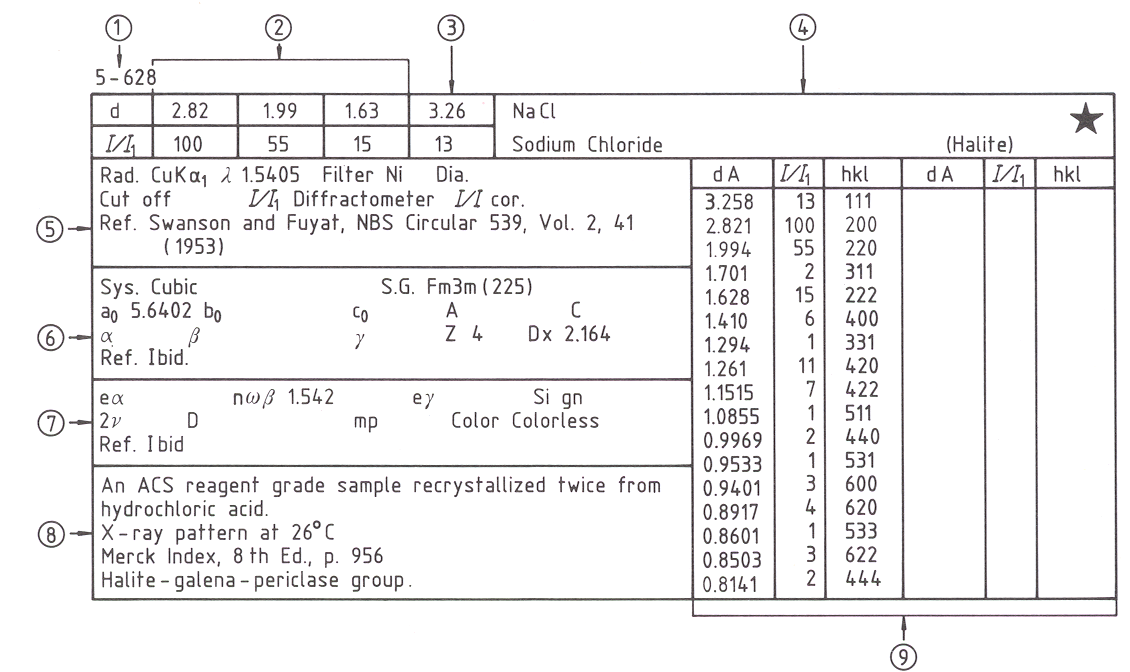 1 2 3 4
5-628
d 2.82 1.99 1.63 3.26 NaCl
I/I₁ 100 55 15 13 Sodium Chloride (Halite)
Rad. CuKα₁ λ 1.5405 Filter Ni Dia.
Cut off I/I₁ Diffractometer I/I cor.
5 Ref. Swanson and Fuyat, NBS Circular 539, Vol. 2, 41
(1953)
Sys. Cubic S.G. Fm3m (225)
a₀ 5.6402 b₀ c₀ A C
6 α β γ Z 4 Dx 2.164
Ref. Ibid.
eα nωβ 1.542 eγ Sign
7 2ν D mp Color Colorless
Ref. Ibid
An ACS reagent grade sample recrystallized twice from
hydrochloric acid.
8 X-ray pattern at 26°C
Merck Index, 8th Ed., p. 956
Halite-galena-periclase group.
dA I/I₁ hkl dA I/I₁ hkl
3.258 13 111
2.821 100 200
1.994 55 220
1.701 2 311
1.628 15 222
1.410 6 400
1.294 1 331
1.261 11 420
1.1515 7 422
1.0855 1 511
0.9969 2 440
0.9533 1 531
0.9401 3 600
0.8917 4 620
0.8601 1 533
0.8503 3 622
0.8141 2 444
9